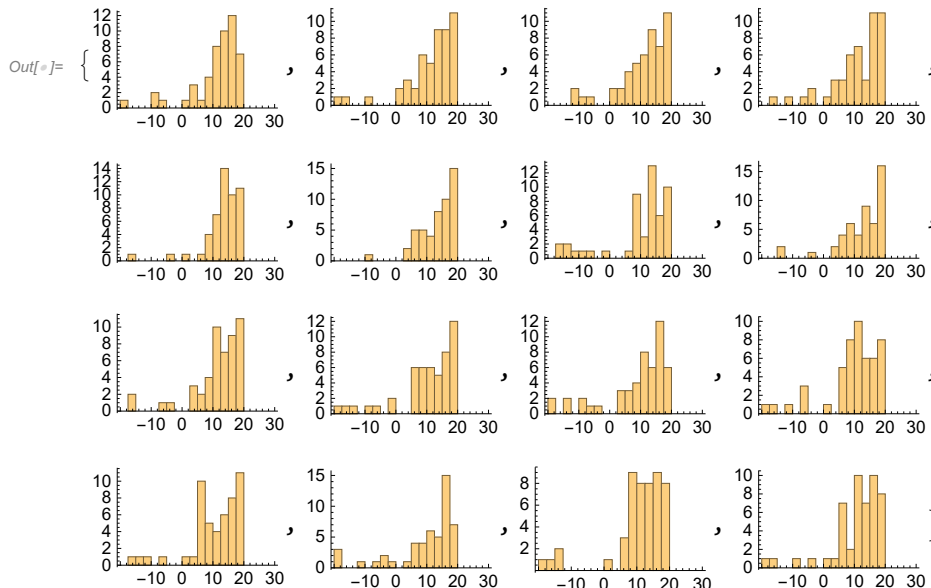 12
10 10 10 10
8 8 8 8
Out[]= { 6 , 6 , 6 , 6 ,
4 4 4 4
2 2 2 2
0 0 0 0
−10 0 10 20 30 −10 0 10 20 30 −10 0 10 20 30 −10 0 10 20 30
14 15 12 15
12 10 10 10
10 5 8 5
8 , 0 , 6 , 0 ,
6 4
4 2
2 0
0
−10 0 10 20 30 −10 0 10 20 30 −10 0 10 20 30 −10 0 10 20 30
12 12
10 10 10 10
8 8 8 8
6 , 6 , 6 , 6 ,
4 4 4 4
2 2 2 2
0 0 0 0
−10 0 10 20 30 −10 0 10 20 30 −10 0 10 20 30 −10 0 10 20 30
10 15 8 10
8 10 6 8
6 , 5 , 4 , 6
4 0 2 4
2 2
0 0
−10 0 10 20 30 −10 0 10 20 30 −10 0 10 20 30 −10 0 10 20 30